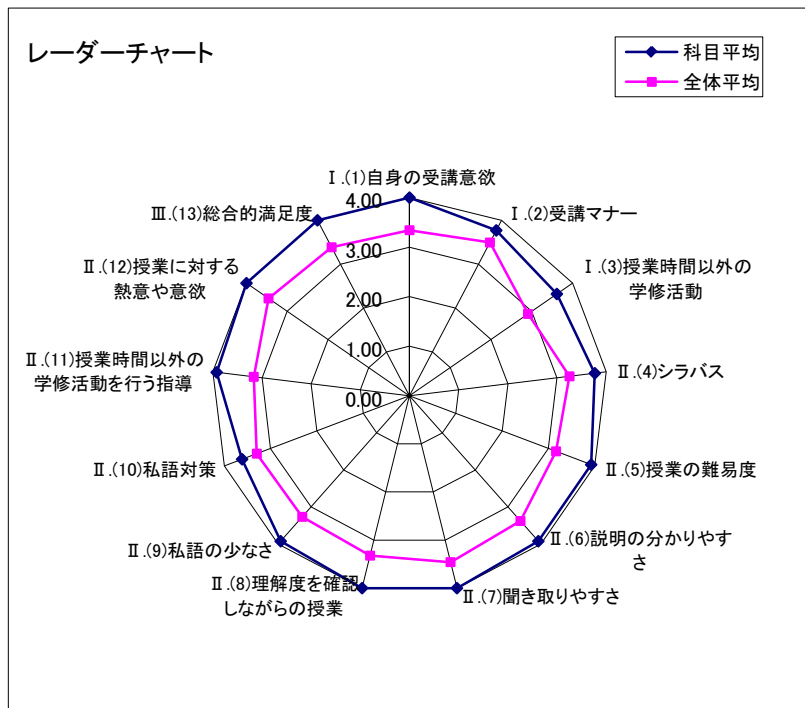 レーダーチャート
科目平均
全体平均
Ⅰ.(1)自身の受講意欲
Ⅰ.(2)受講マナー
Ⅰ.(3)授業時間以外の
学修活動
Ⅱ.(4)シラバス
Ⅱ.(5)授業の難易度
Ⅱ.(6)説明の分かりやす
さ
Ⅱ.(7)聞き取りやすさ
Ⅱ.(8)理解度を確認
しながらの授業
Ⅱ.(9)私語の少なさ
Ⅱ.(10)私語対策
Ⅱ.(11)授業時間以外の
学修活動を行う指導
Ⅱ.(12)授業に対する
熱意や意欲
Ⅲ.(13)総合的満足度
4.00
3.00
2.00
1.00
0.00